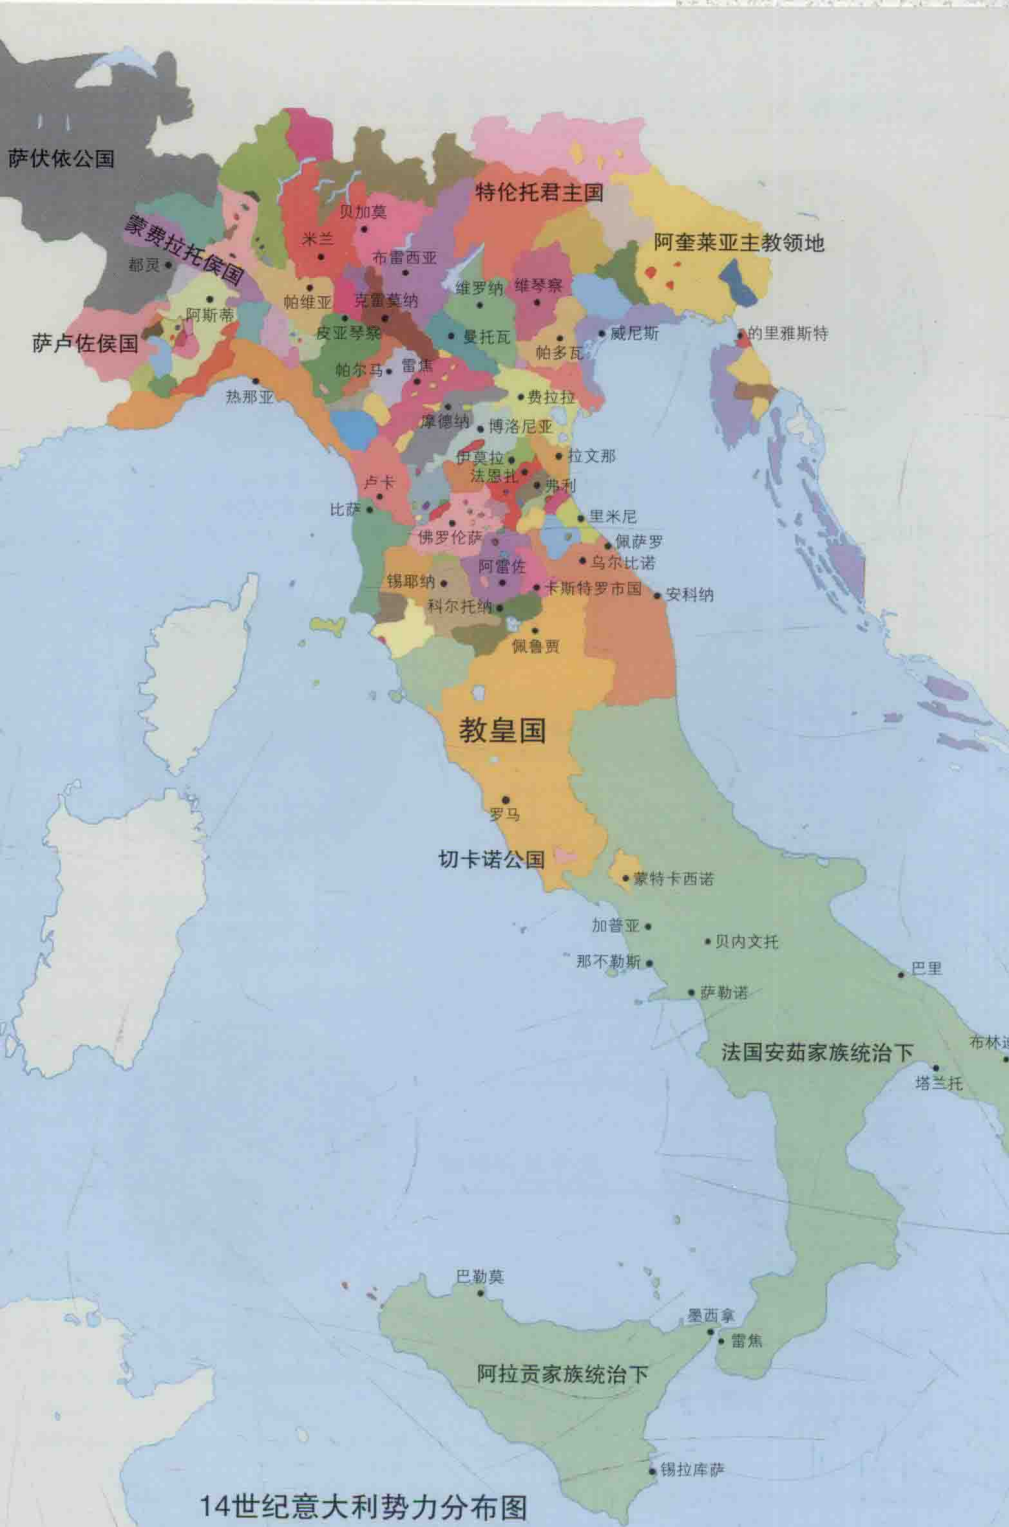 萨伏依公国
特伦托君主国
贝加莫
蒙费拉托侯国
米兰
阿奎莱亚主教领地
布雷西亚
都灵
维罗纳
维琴察
帕维亚
克雷莫纳
阿斯蒂
萨卢佐侯国
皮亚琴察
曼托瓦
威尼斯
的里雅斯特
帕多瓦
帕尔马
雷焦
热那亚
费拉拉
摩德纳
博洛尼亚
伊莫拉
拉文那
法恩扎
卢卡
弗利
比萨
里米尼
佛罗伦萨
佩萨罗
乌尔比诺
阿雷佐
锡耶纳
卡斯特罗市国
安科纳
科尔托纳
佩鲁贾
教皇国
罗马
切卡诺公国
蒙特卡西诺
加普亚
贝内文托
那不勒斯
巴里
萨勒诺
布林迪
法国安茹家族统治下
塔兰托
巴勒莫
墨西拿
雷焦
阿拉贡家族统治下
锡拉库萨
14世纪意大利势力分布图